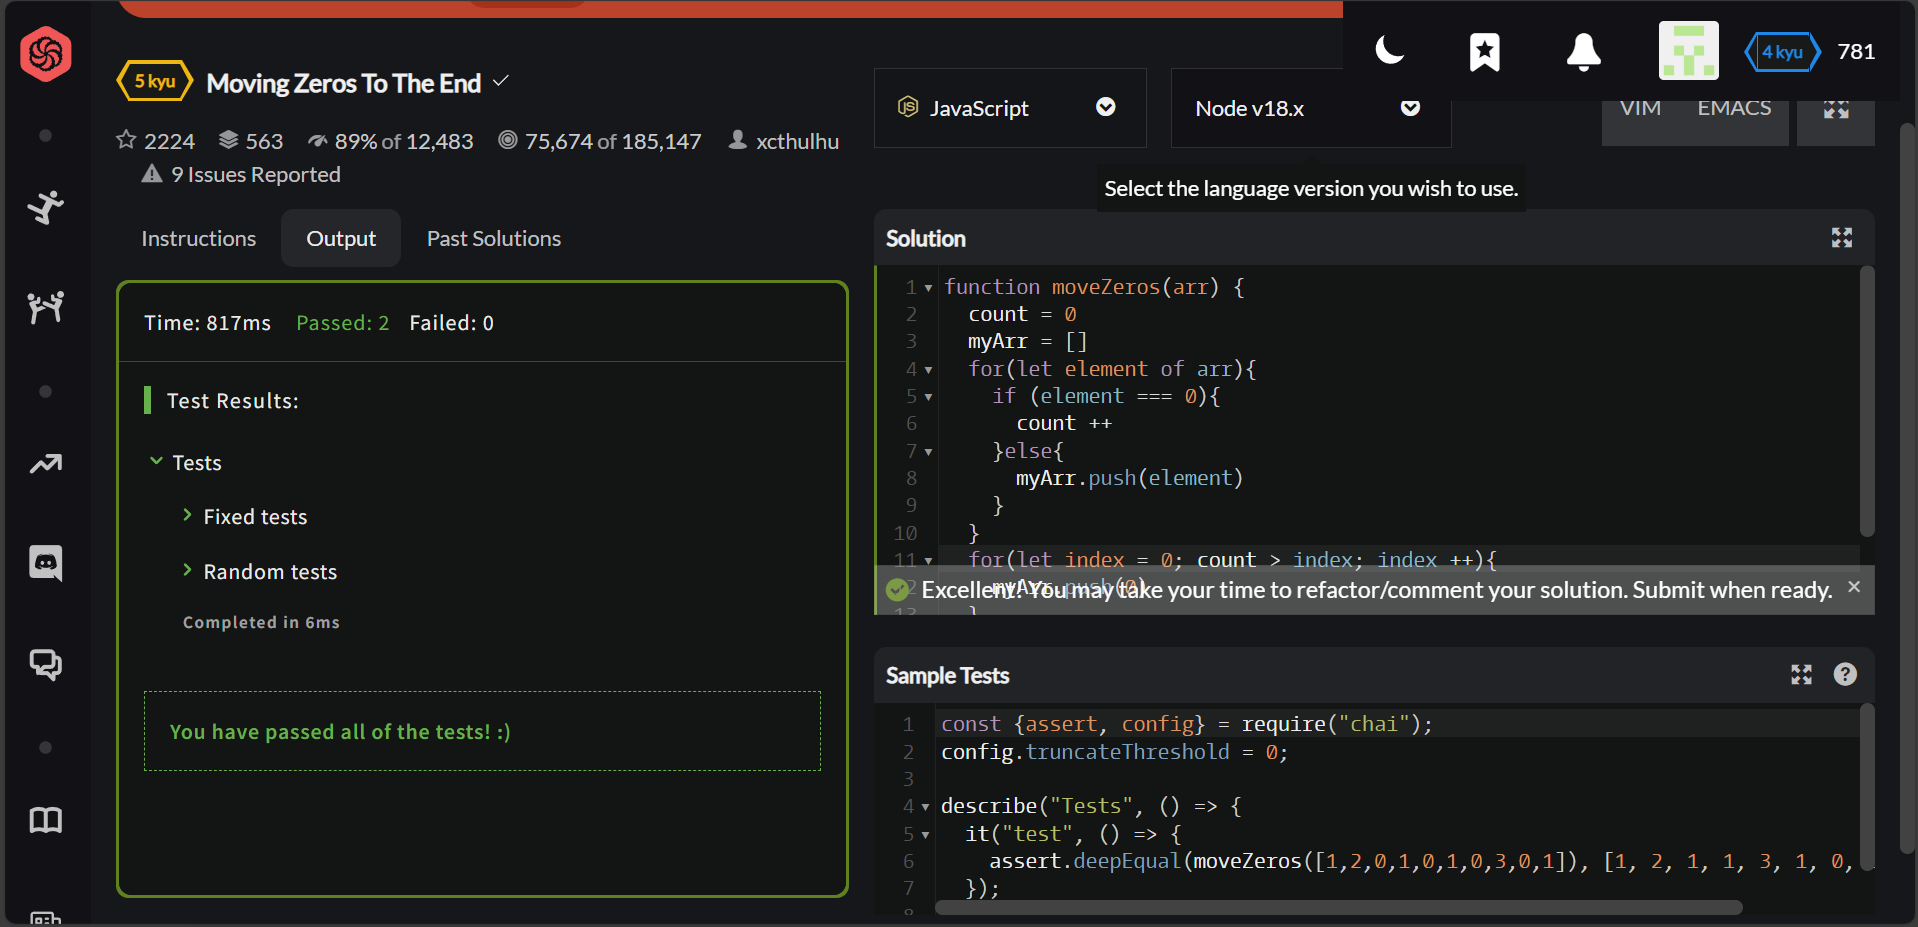 5 kyu Moving Zeros To The End
2224 563 89% of 12,483 75,674 of 185,147 xcthulhu
9 Issues Reported
JavaScript
Node v18.x
VIM EMACS
4 kyu 781
Select the language version you wish to use.
Instructions Output Past Solutions
Time: 817ms Passed: 2 Failed: 0
Test Results:
Tests
Fixed tests
Random tests
Completed in 6ms
You have passed all of the tests! :)
Solution
1 function moveZeros(arr) {
2 count = 0
3 myArr = []
4 for(let element of arr){
5 if (element === 0){
6 count ++
7 }else{
8 myArr.push(element)
9 }
10 }
11 for(let index = 0; count > index; index ++){
12 myArr.push(0)
13 }
Excellent! You may take your time to refactor/comment your solution. Submit when ready.
Sample Tests
1 const {assert, config} = require("chai");
2 config.truncateThreshold = 0;
3
4 describe("Tests", () => {
5 it("test", () => {
6 assert.deepEqual(moveZeros([1,2,0,1,0,1,0,3,0,1]), [1, 2, 1, 1, 3, 1, 0,
7 });
8